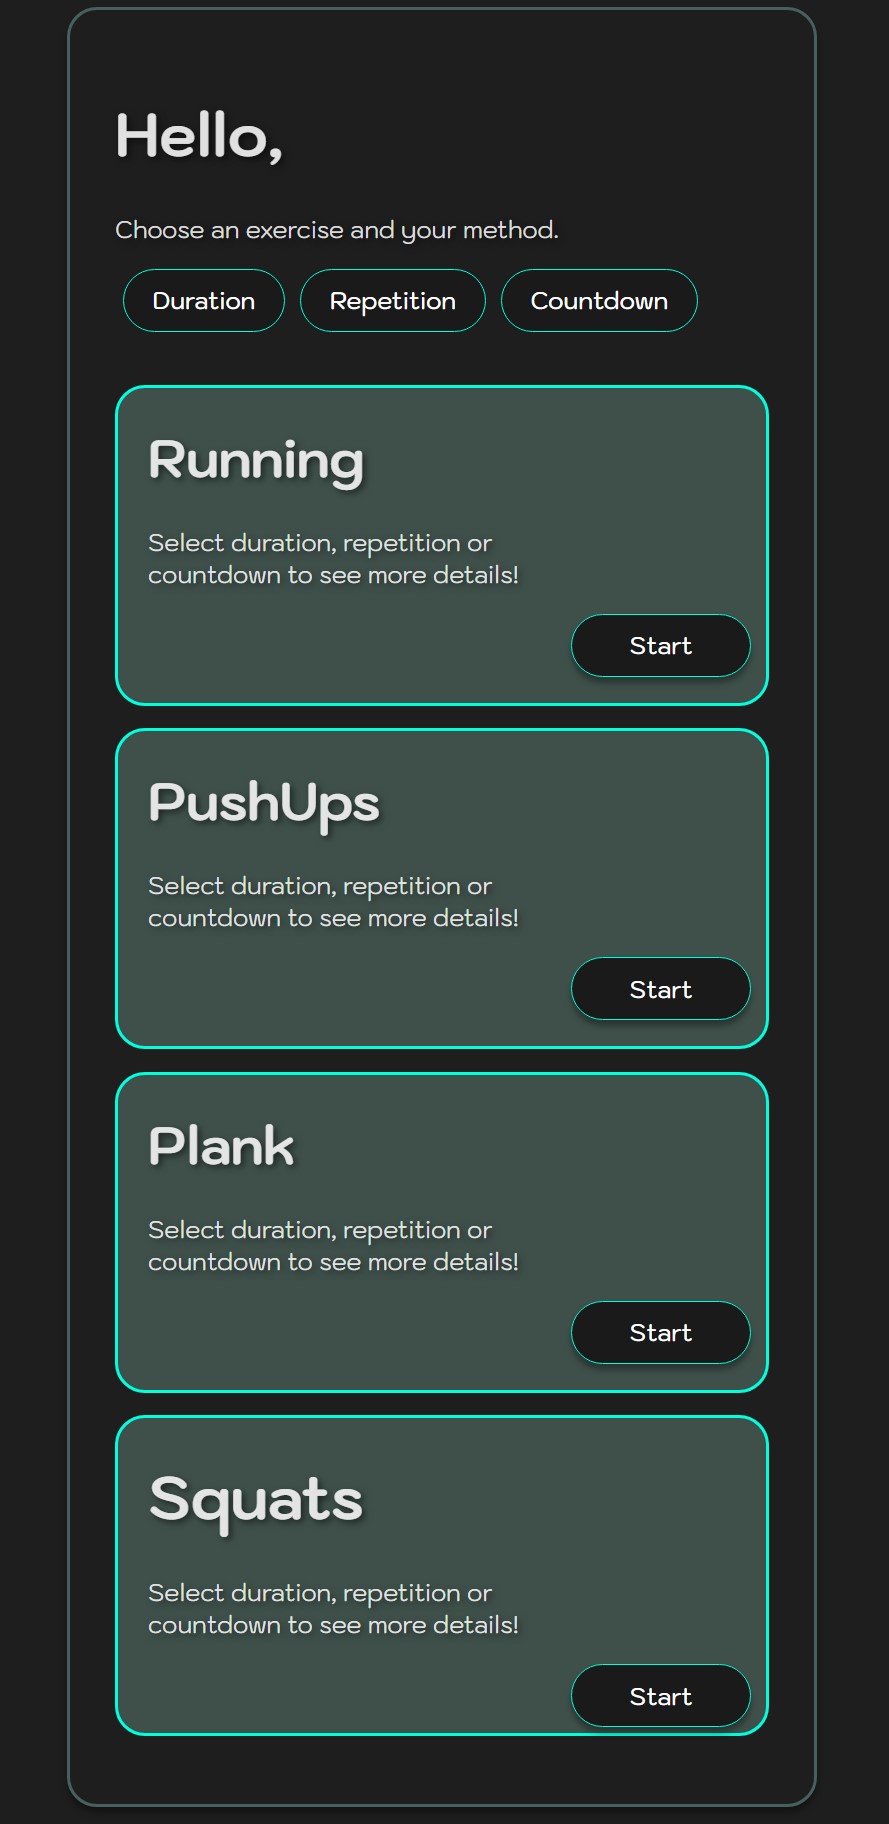 Hello,
Choose an exercise and your method.
Duration Repetition Countdown
Running
Select duration, repetition or
countdown to see more details!
Start
PushUps
Select duration, repetition or
countdown to see more details!
Start
Plank
Select duration, repetition or
countdown to see more details!
Start
Squats
Select duration, repetition or
countdown to see more details!
Start